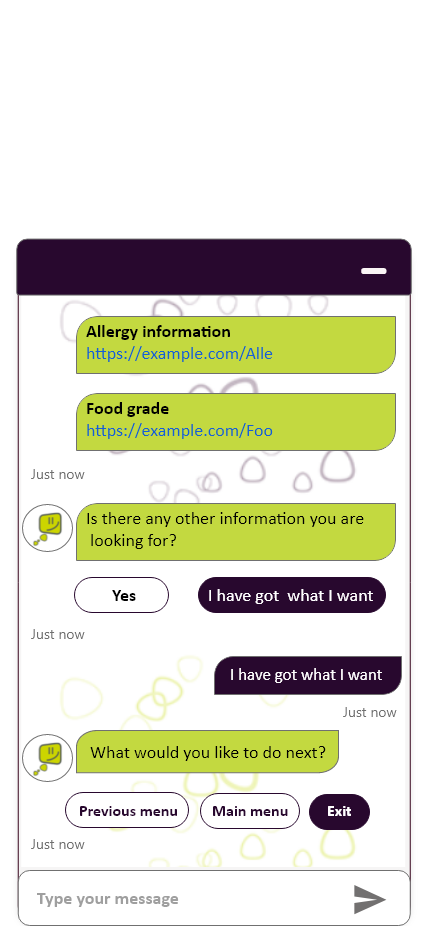 Allergy information
https://example.com/Alle
Food grade
https://example.com/Foo
Just now
Is there any other information you are
looking for?
Yes
I have got  what I want
Just now
I have got what I want
Just now
What would you like to do next?
Previous menu
Main menu
Exit
Just now
Type your message